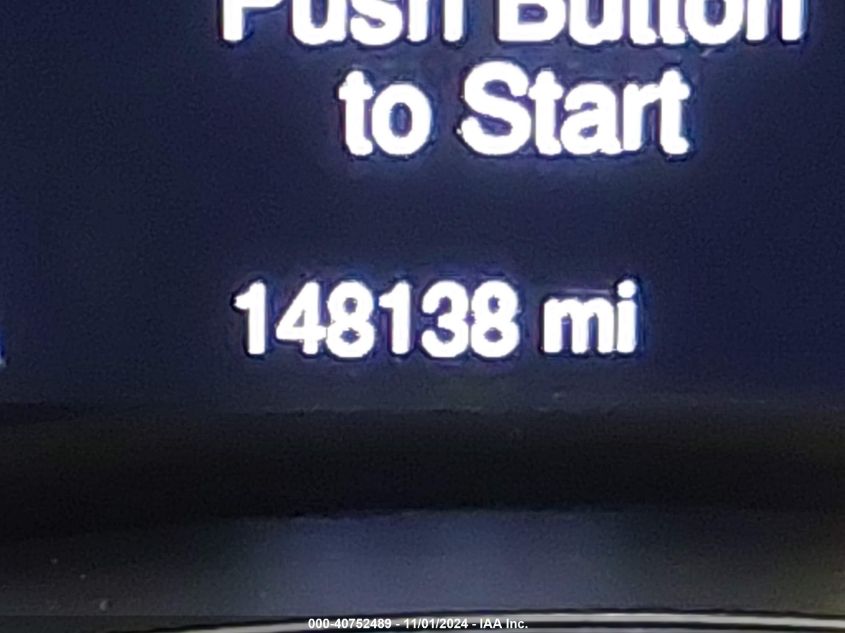 Push Button
to Start
148138 mi
000-40752489 - 11/01/2024 - IAA Inc.